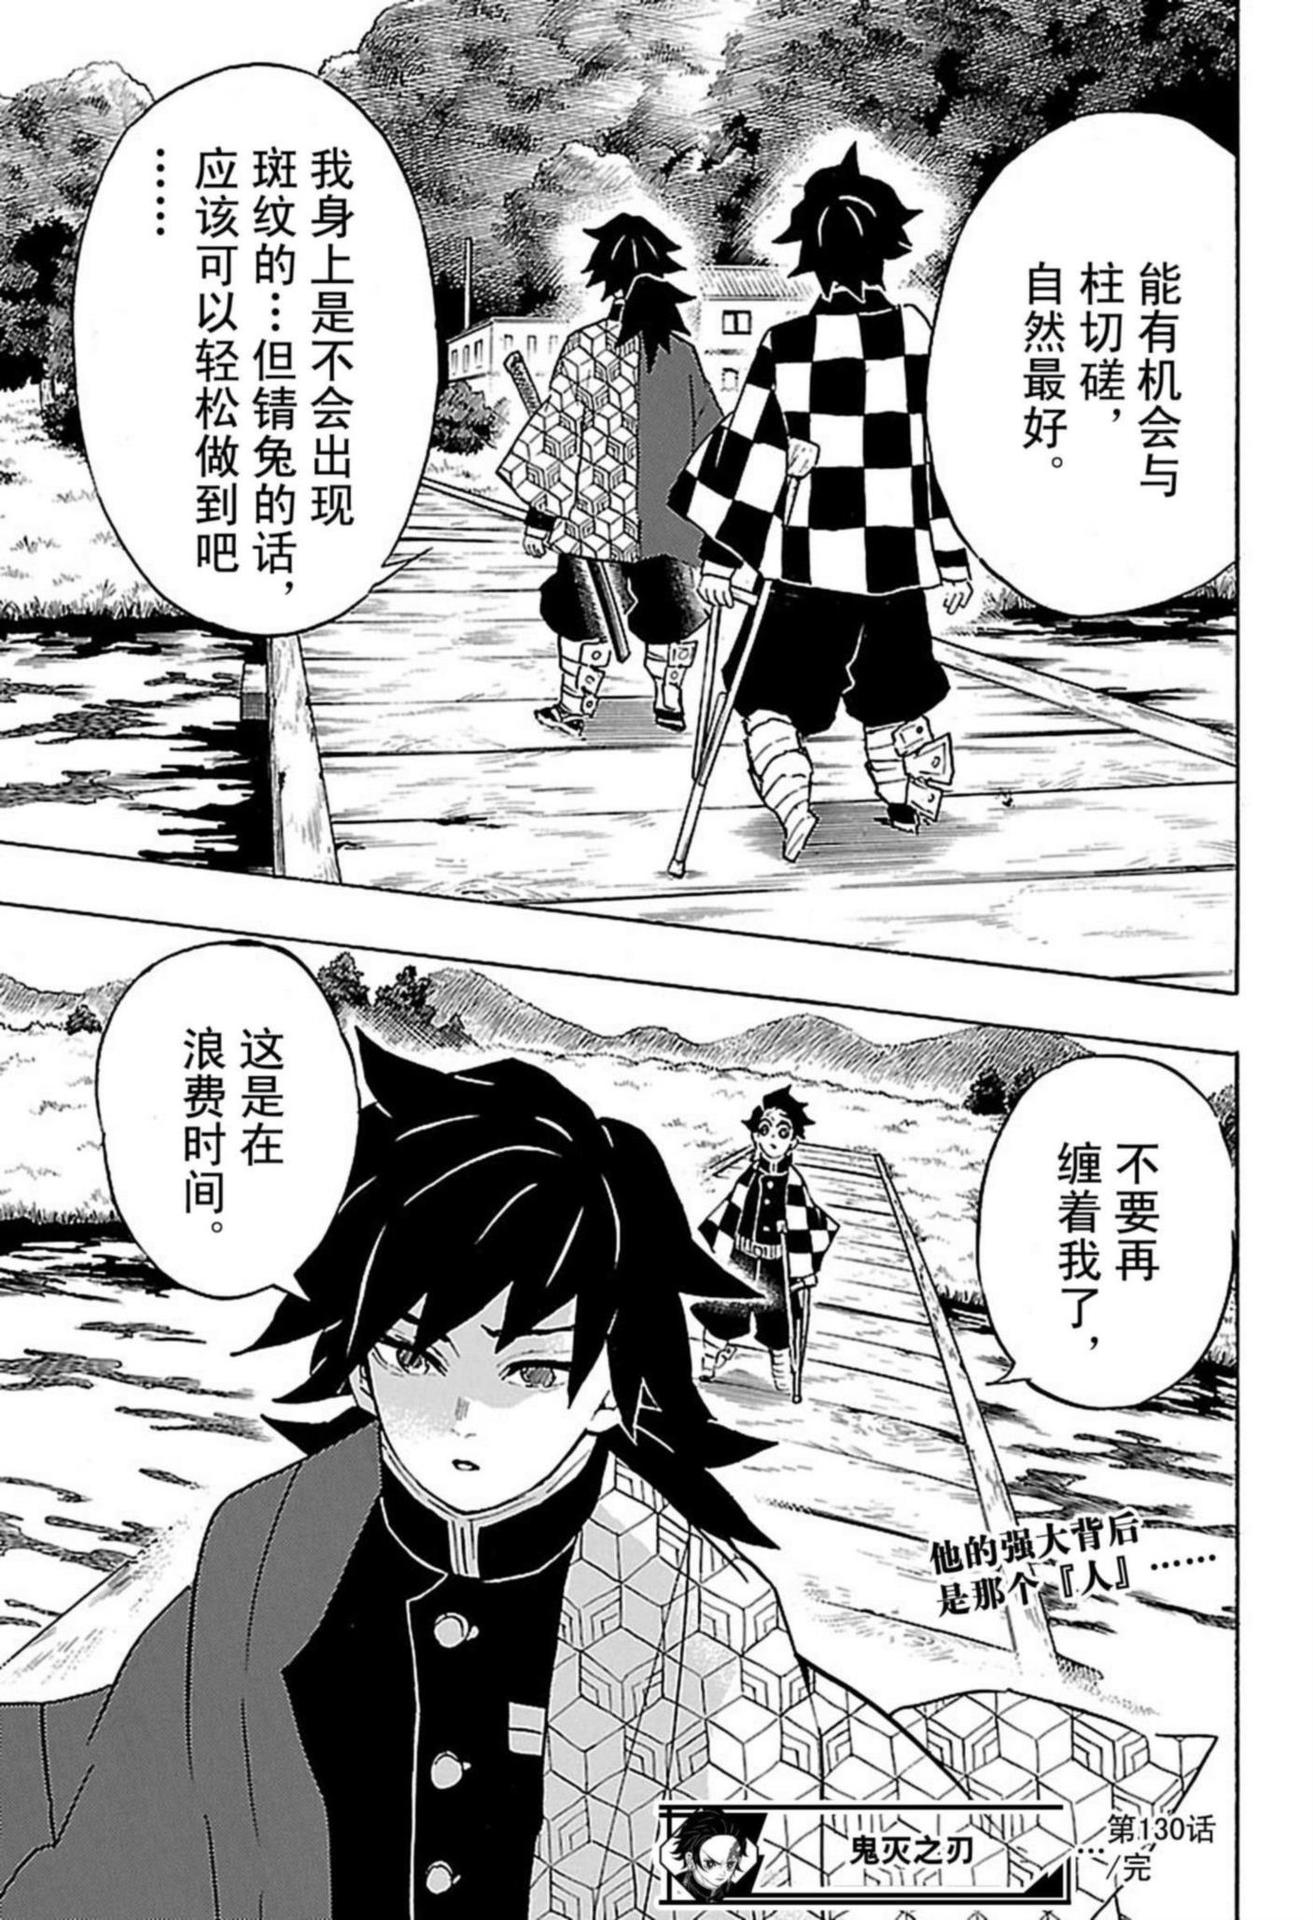 能有机会与
柱切磋，
自然最好。
我身上是不会出现
斑纹的…但锖兔的话，
应该可以轻松做到吧
……
不要再
缠着我了，
这是在
浪费时间。
他的强大背后
是那个『人』……
鬼灭之刃
…第130话
/完